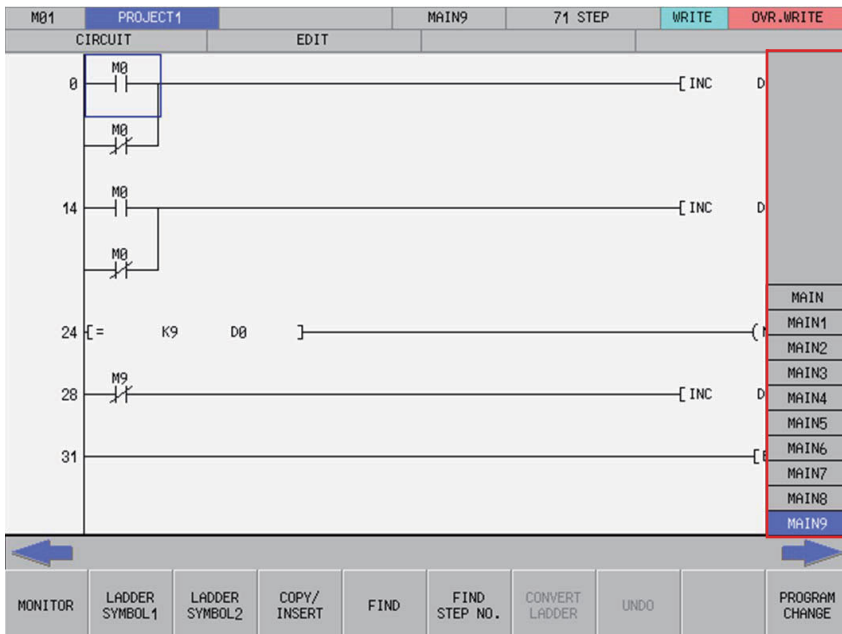 M01 PROJECT1 MAIN9 71 STEP WRITE OVR.WRITE
CIRCUIT EDIT
M0
0 [ INC D
M0
M0
14 [ INC D
M0
MAIN
24 [= K9 D0 ] MAIN1
MAIN2
M9 MAIN3
28 [ INC D MAIN4
MAIN5
31 MAIN6
MAIN7
MAIN8
MAIN9
MONITOR LADDER SYMBOL1 LADDER SYMBOL2 COPY/ INSERT FIND FIND STEP NO. CONVERT LADDER UNDO PROGRAM CHANGE